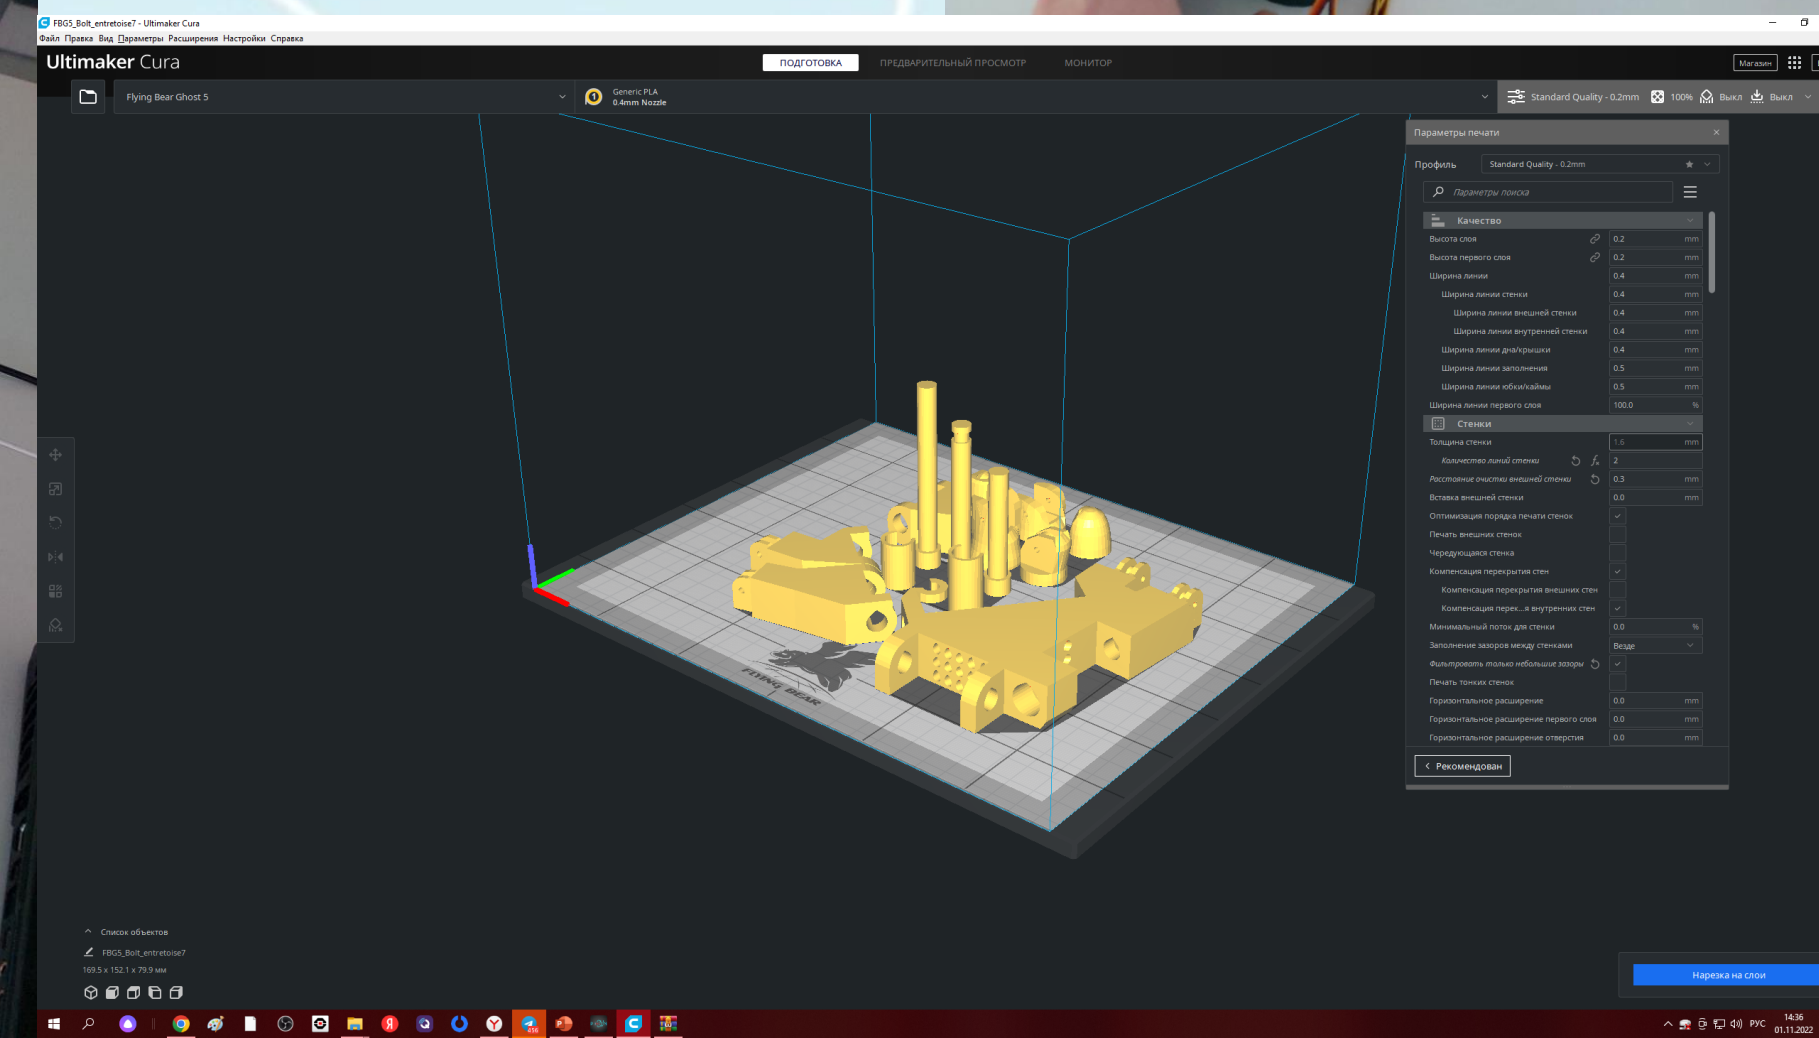 FBG5_Bolt_entretoise7 - Ultimaker Cura
Файл Правка Вид Параметры Расширения Настройки Справка
Ultimaker Cura
ПОДГОТОВКА
ПРЕДВАРИТЕЛЬНЫЙ ПРОСМОТР
МОНИТОР
Магазин
Flying Bear Ghost 5
1
Generic PLA
0.4mm Nozzle
Standard Quality - 0.2mm
100%
Выкл
Выкл
Параметры печати
Профиль
Standard Quality - 0.2mm
Параметры поиска
Качество
Высота слоя 0.2 mm
Высота первого слоя 0.2 mm
Ширина линии 0.4 mm
Ширина линии стенки 0.4 mm
Ширина линии внешней стенки 0.4 mm
Ширина линии внутренней стенки 0.4 mm
Ширина линии дна/крышки 0.4 mm
Ширина линии заполнения 0.5 mm
Ширина линии юбки/каймы 0.5 mm
Ширина линии первого слоя 100.0 %
Стенки
Толщина стенки 1.6 mm
Количество линий стенки 2
Расстояние очистки внешней стенки 0.3 mm
Вставка внешней стенки 0.0 mm
Оптимизация порядка печати стенок
Печать внешних стенок
Чередующаяся стенка
Компенсация перекрытия стен
Компенсация перекрытия внешних стен
Компенсация перек...я внутренних стен
Минимальный поток для стенки 0.0 %
Заполнение зазоров между стенками Везде
Фильтровать только небольшие зазоры
Печать тонких стенок
Горизонтальное расширение 0.0 mm
Горизонтальное расширение первого слоя 0.0 mm
Горизонтальное расширение отверстия 0.0 mm
Рекомендован
FLYING BEAR
Список объектов
FBG5_Bolt_entretoise7
169.5 x 152.1 x 79.9 мм
Нарезка на слои
456
РУС
14:36
01.11.2022